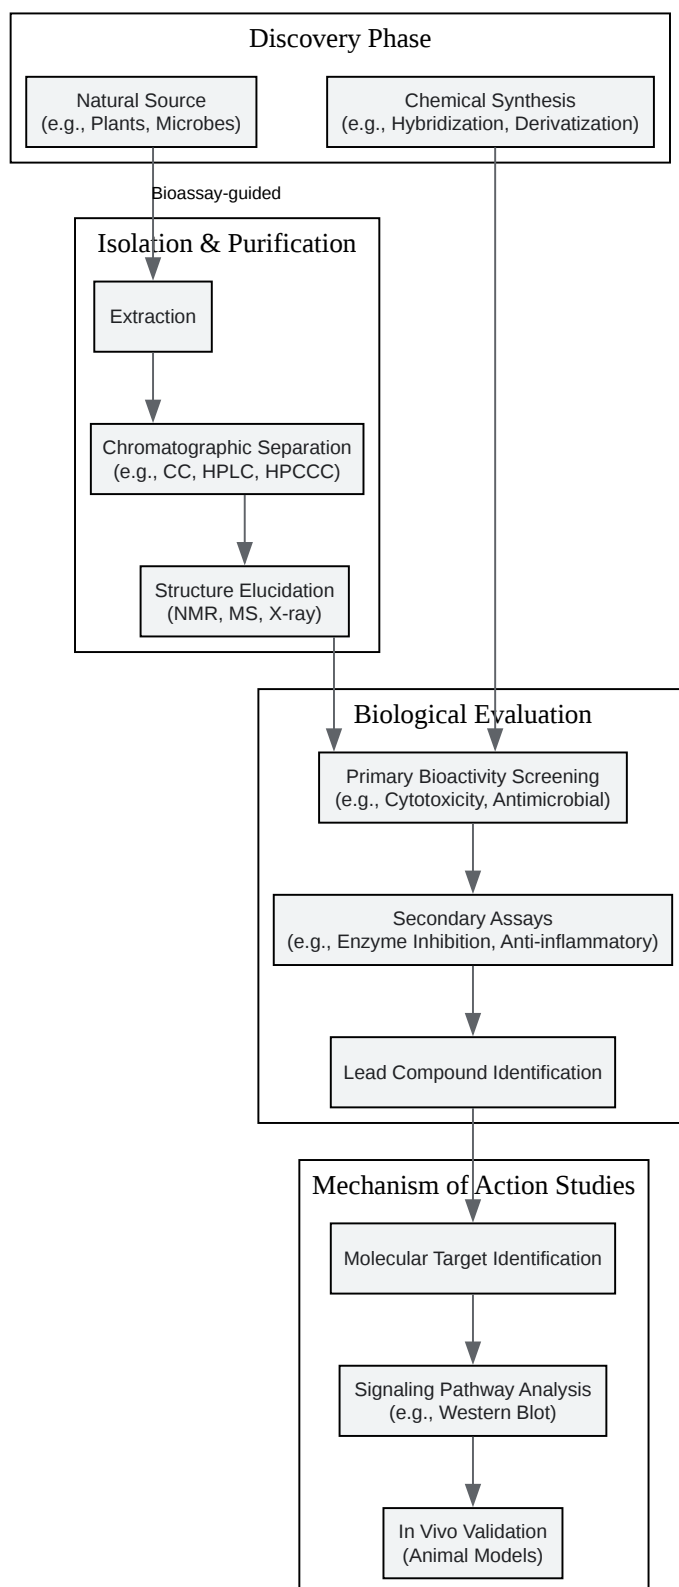 Discovery Phase
Natural Source
(e.g., Plants, Microbes)
Chemical Synthesis
(e.g., Hybridization, Derivatization)
Bioassay-guided
Isolation & Purification
Extraction
Chromatographic Separation
(e.g., CC, HPLC, HPCCC)
Structure Elucidation
(NMR, MS, X-ray)
Biological Evaluation
Primary Bioactivity Screening
(e.g., Cytotoxicity, Antimicrobial)
Secondary Assays
(e.g., Enzyme Inhibition, Anti-inflammatory)
Lead Compound Identification
Mechanism of Action Studies
Molecular Target Identification
Signaling Pathway Analysis
(e.g., Western Blot)
In Vivo Validation
(Animal Models)